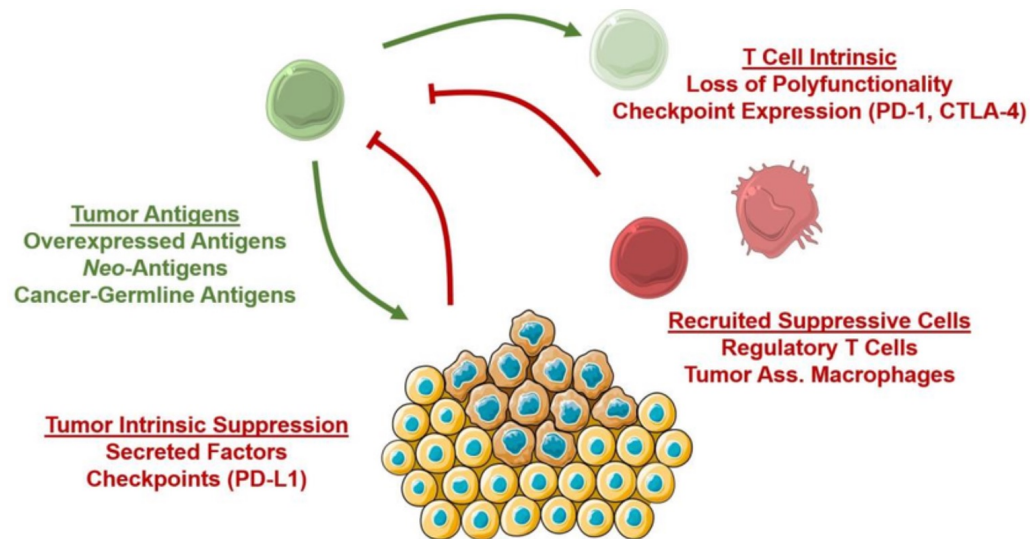 T Cell Intrinsic
Loss of Polyfunctionality
Checkpoint Expression (PD-1, CTLA-4)
Tumor Antigens
Overexpressed Antigens
Neo-Antigens
Cancer-Germline Antigens
Recruited Suppressive Cells
Regulatory T Cells
Tumor Ass. Macrophages
Tumor Intrinsic Suppression
Secreted Factors
Checkpoints (PD-L1)